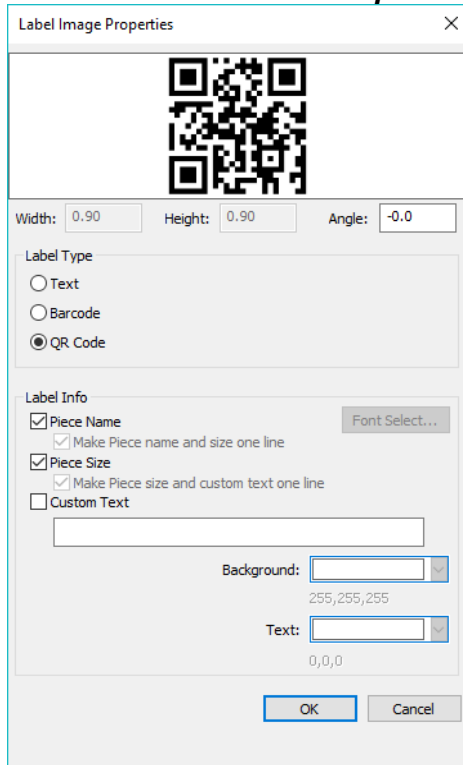 Label Image Properties
Width: 0.90 Height: 0.90 Angle: -0.0
Label Type
Text
Barcode
QR Code
Label Info
Piece Name Font Select...
Make Piece name and size one line
Piece Size
Make Piece size and custom text one line
Custom Text
Background:
255,255,255
Text:
0,0,0
OK Cancel